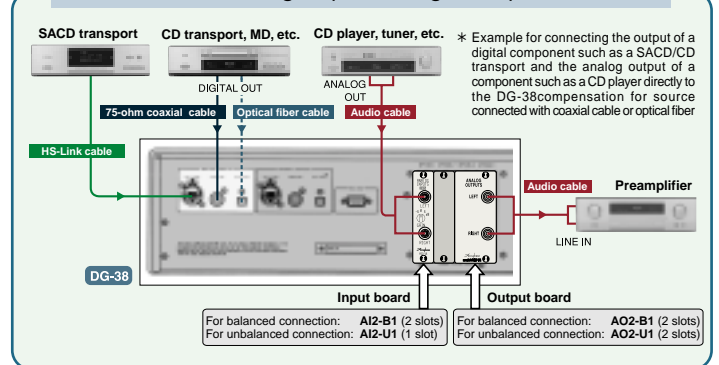 SACD transport
CD transport, MD, etc.
CD player, tuner, etc.
DIGITAL OUT
ANALOG
OUT
75-ohm coaxial cable
Optical fiber cable
Audio cable
HS-Link cable
* Example for connecting the output of a
digital component such as a SACD/CD
transport and the analog output of a
component such as a CD player directly to
the DG-38compensation for source
connected with coaxial cable or optical fiber
ANALOG
OUTPUTS
LEFT
RIGHT
LEFT
RIGHT
Audio cable
Preamplifier
LINE IN
DG-38
Input board
Output board
For balanced connection: AI2-B1 (2 slots)
For unbalanced connection: AI2-U1 (1 slot)
For balanced connection: AO2-B1 (2 slots)
For unbalanced connection: AO2-U1 (2 slots)